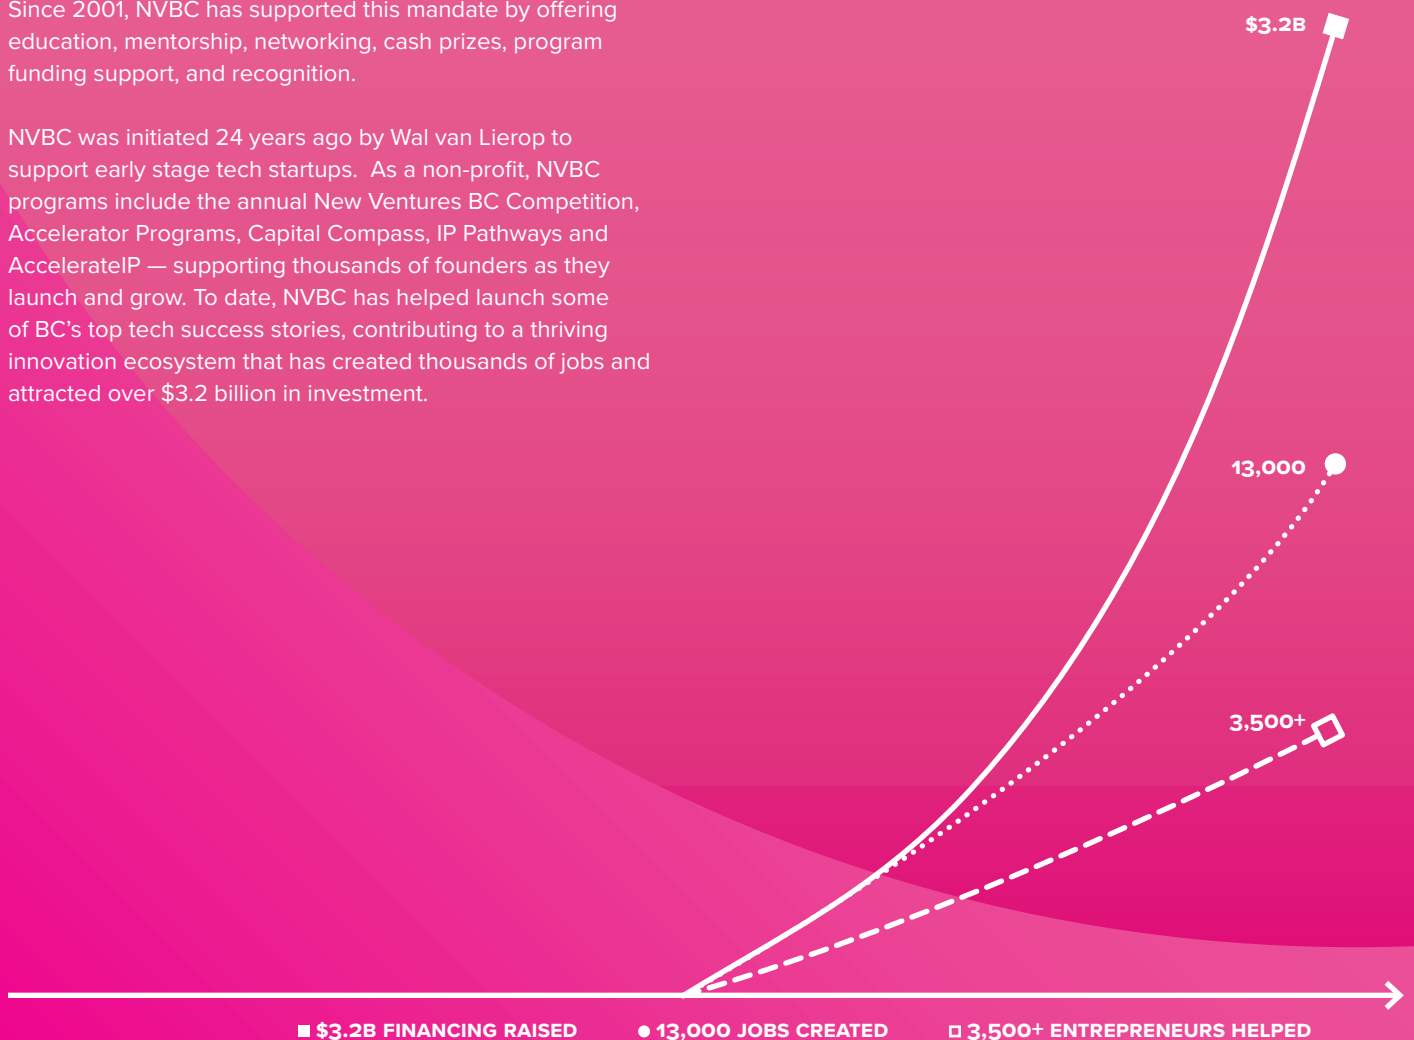 Since 2001, NVBC has supported this mandate by offering
education, mentorship, networking, cash prizes, program
funding support, and recognition.
NVBC was initiated 24 years ago by Wal van Lierop to
support early stage tech startups.  As a non-profit, NVBC
programs include the annual New Ventures BC Competition,
Accelerator Programs, Capital Compass, IP Pathways and
AccelerateIP — supporting thousands of founders as they
launch and grow. To date, NVBC has helped launch some
of BC’s top tech success stories, contributing to a thriving
innovation ecosystem that has created thousands of jobs and
attracted over $3.2 billion in investment.
$3.2B
13,000
3,500+
$3.2B FINANCING RAISED
13,000 JOBS CREATED
3,500+ ENTREPRENEURS HELPED